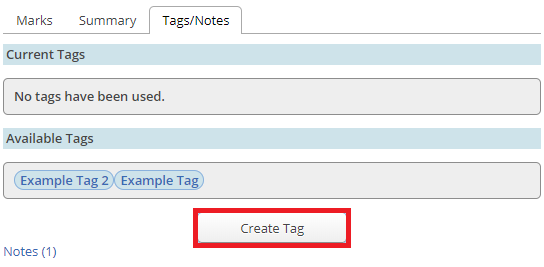 Marks Summary Tags/Notes
Current Tags
No tags have been used.
Available Tags
Example Tag 2 Example Tag
Create Tag
Notes (1)